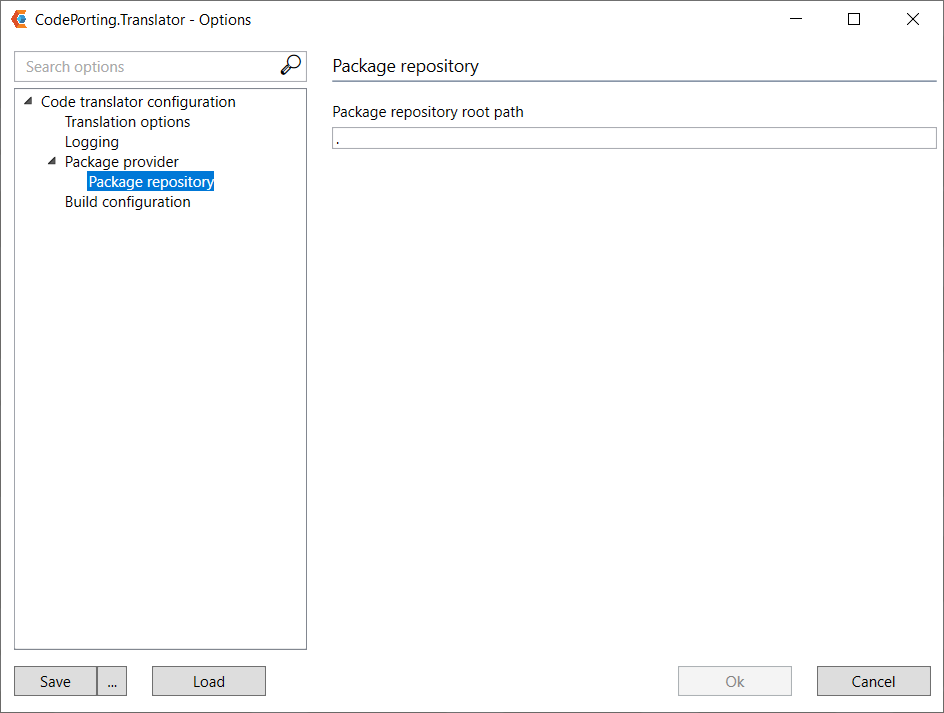 CodePorting.Translator - Options
Search options
Code translator configuration
Translation options
Logging
Package provider
Package repository
Build configuration
Package repository
Package repository root path
.
Save
...
Load
Ok
Cancel